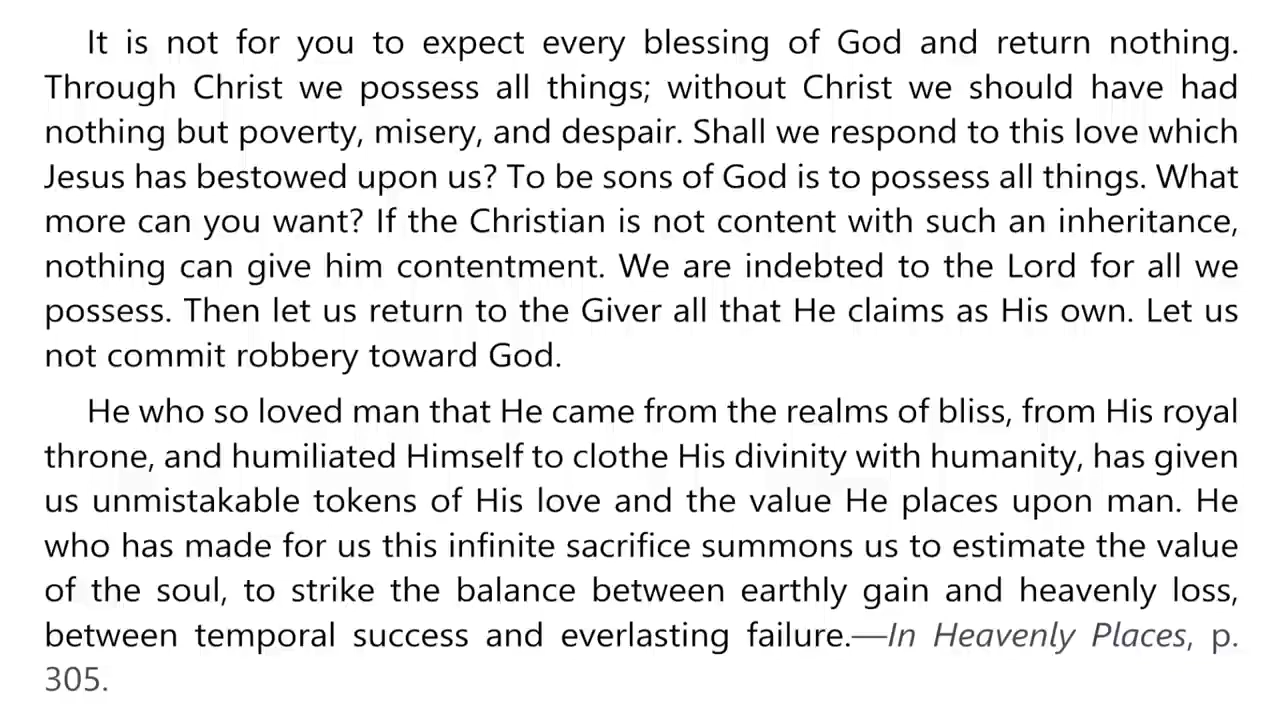 It is not for you to expect every blessing of God and return nothing.
Through Christ we possess all things; without Christ we should have had
nothing but poverty, misery, and despair. Shall we respond to this love which
Jesus has bestowed upon us? To be sons of God is to possess all things. What
more can you want? If the Christian is not content with such an inheritance,
nothing can give him contentment. We are indebted to the Lord for all we
possess. Then let us return to the Giver all that He claims as His own. Let us
not commit robbery toward God.
He who so loved man that He came from the realms of bliss, from His royal
throne, and humiliated Himself to clothe His divinity with humanity, has given
us unmistakable tokens of His love and the value He places upon man. He
who has made for us this infinite sacrifice summons us to estimate the value
of the soul, to strike the balance between earthly gain and heavenly loss,
between temporal success and everlasting failure.—In Heavenly Places, p.
305.